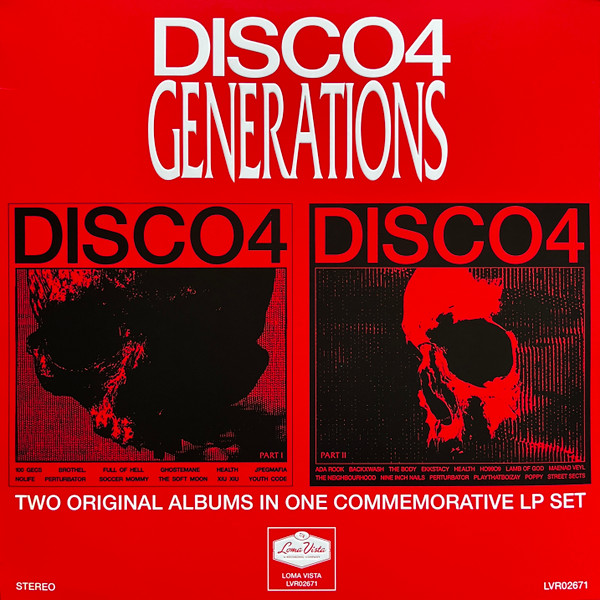 DISCO4
GENERATIONS
DISCO4
PART I
100 GECS BROTHEL FULL OF HELL GHOSTEMANE HEALTH JPEGMAFIA
NOLIFE PERTURBATOR SOCCER MOMMY THE SOFT MOON XIU XIU YOUTH CODE
DISCO4
PART II
ADA ROOK BACKXWASH THE BODY EKKSTACY HEALTH HO99O9 LAMB OF GOD MAENAD VEYL
THE NEIGHBOURHOOD NINE INCH NAILS PERTURBATOR PLAYTHATBOIZAY POPPY STREET SECTS
TWO ORIGINAL ALBUMS IN ONE COMMEMORATIVE LP SET
Loma Vista
LOMA VISTA
LVR02671
STEREO
LVR02671